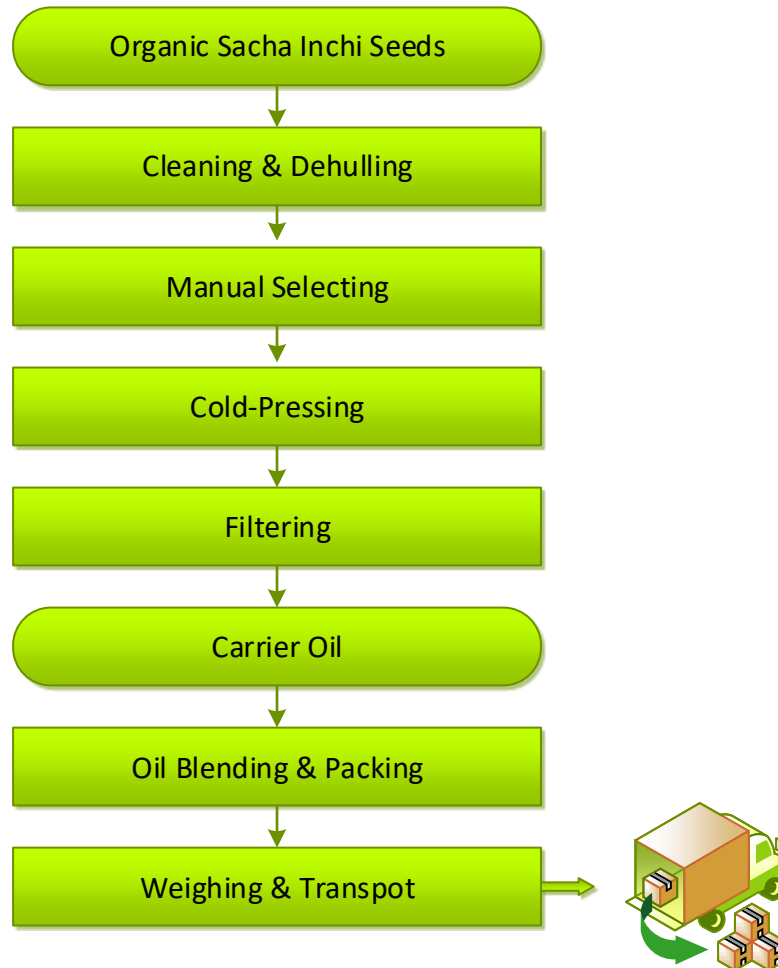 Organic Sacha Inchi Seeds
Cleaning & Dehulling
Manual Selecting
Cold-Pressing
Filtering
Carrier Oil
Oil Blending & Packing
Weighing & Transpot